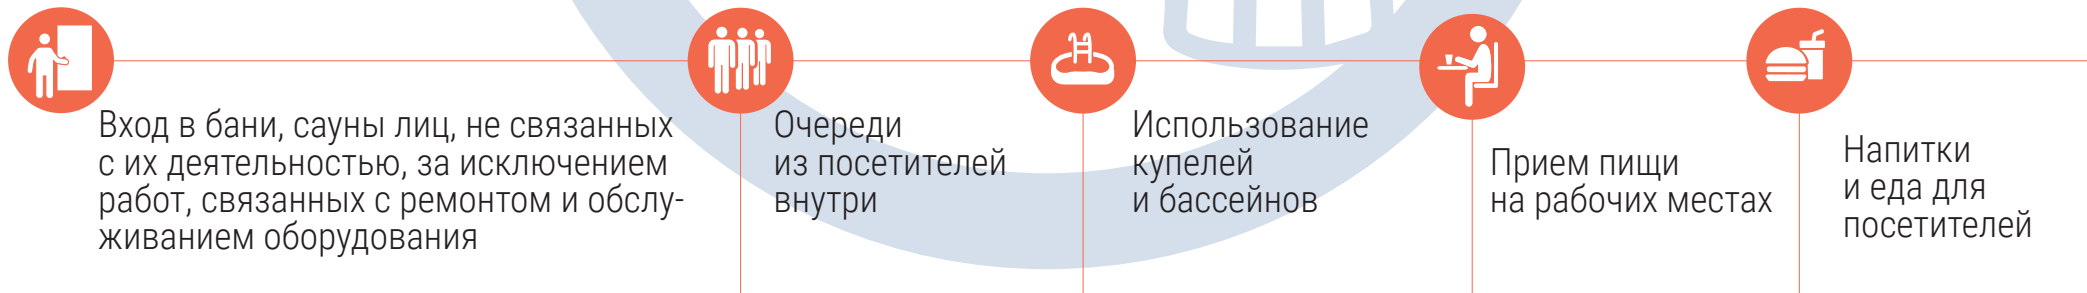 Вход в бани, сауны лиц, не связанных
с их деятельностью, за исключением
работ, связанных с ремонтом и обслу-
живанием оборудования
Очереди
из посетителей
внутри
Использование
купелей
и бассейнов
Прием пищи
на рабочих местах
Напитки
и еда для
посетителей